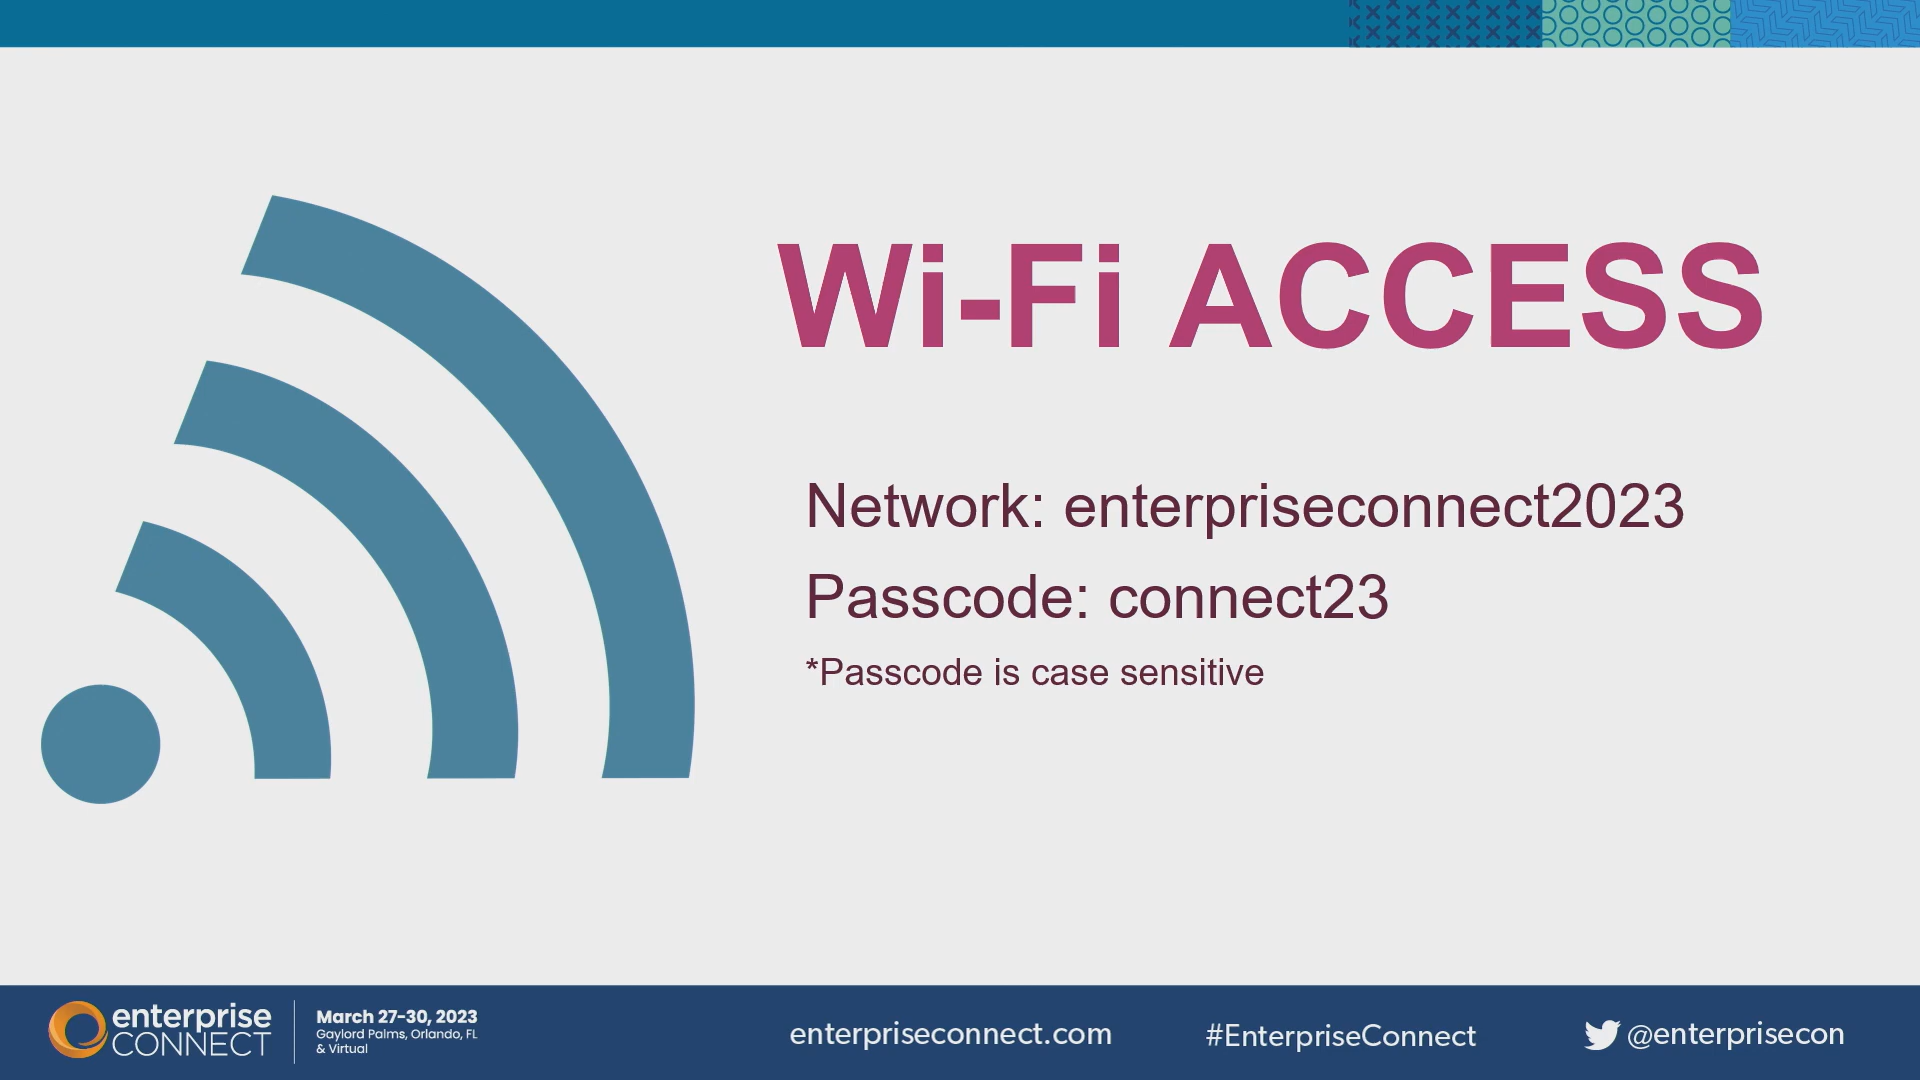 Wi-Fi ACCESS
Network: enterpriseconnect2023
Passcode: connect23
*Passcode is case sensitive
enterprise
CONNECT
March 27-30, 2023
Gaylord Palms, Orlando, FL
& Virtual
enterpriseconnect.com
#EnterpriseConnect
@enterprisecon